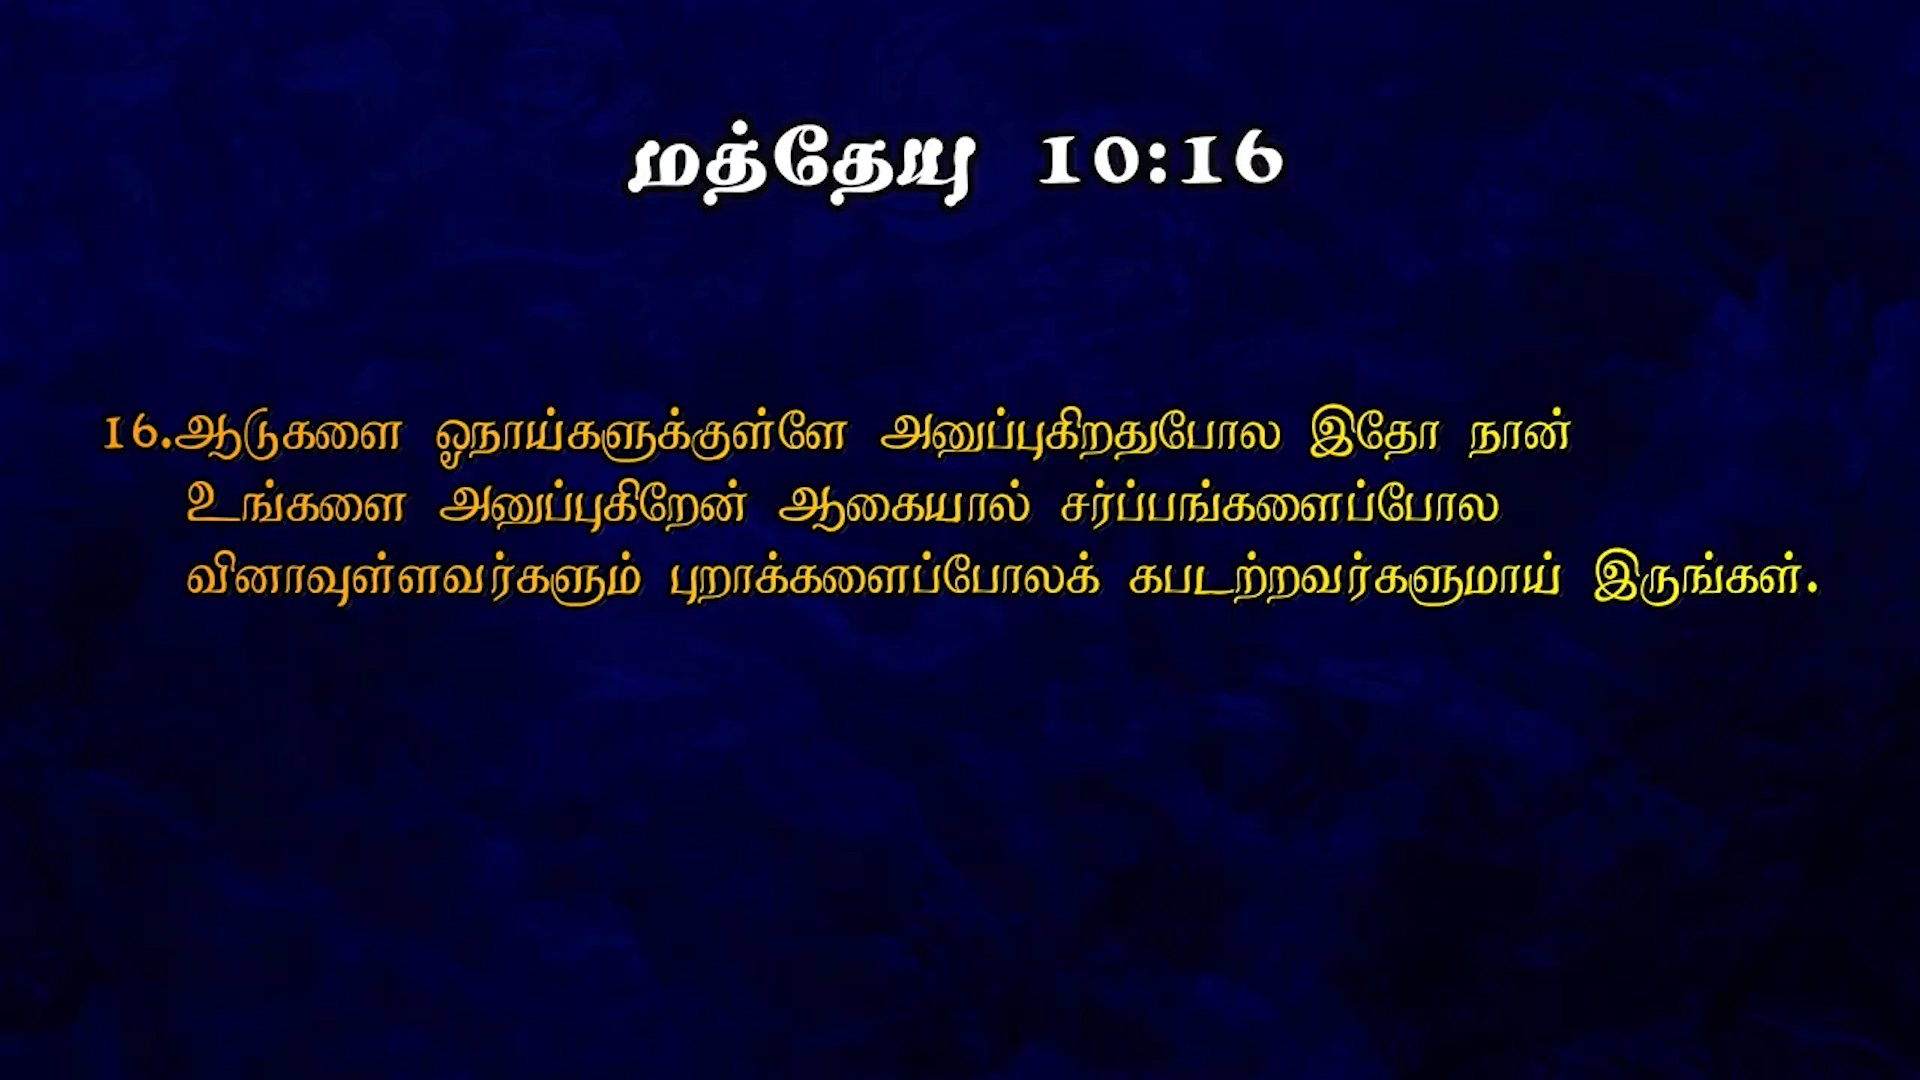 மத்தேயு 10:16
16.ஆடுகளை ஓநாய்களுக்குள்ளே அனுப்புகிறதுபோல இதோ நான்
உங்களை அனுப்புகிறேன் ஆகையால் சர்ப்பங்களைப்போல
வினாவுள்ளவர்களும் புறாக்களைப்போலக் கபடற்றவர்களுமாய் இருங்கள்.